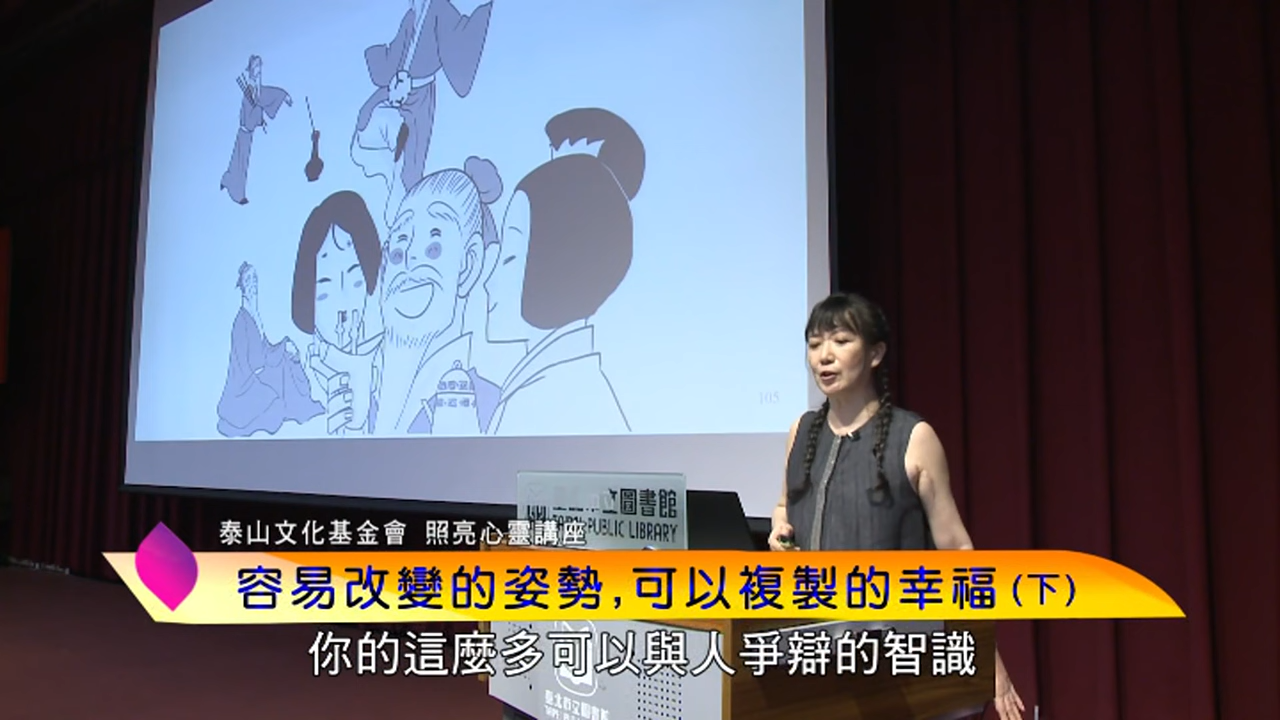 105
圖書館
PUBLIC LIBRARY
泰山文化基金會 照亮心靈講座
容易改變的姿勢,可以複製的幸福(下)
你的這麼多可以與人爭辯的智識